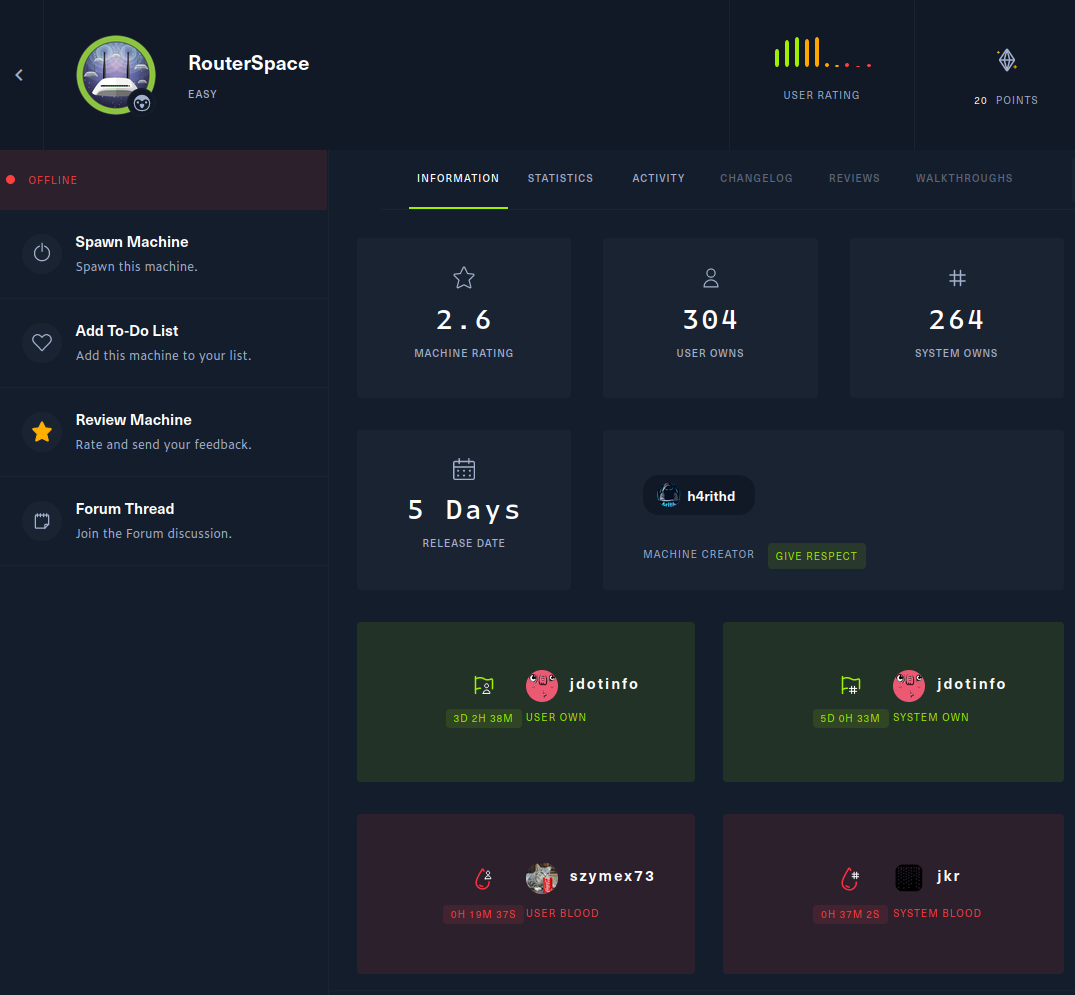 RouterSpace
EASY
USER RATING
20 POINTS
OFFLINE
INFORMATION STATISTICS ACTIVITY CHANGELOG REVIEWS WALKTHROUGHS
Spawn Machine
Spawn this machine.
Add To-Do List
Add this machine to your list.
Review Machine
Rate and send your feedback.
Forum Thread
Join the Forum discussion.
2.6
MACHINE RATING
304
USER OWNS
264
SYSTEM OWNS
5 Days
RELEASE DATE
h4rithd
MACHINE CREATOR GIVE RESPECT
jdotinfo
3D 2H 38M USER OWN
jdotinfo
5D 0H 33M SYSTEM OWN
szymex73
0H 19M 37S USER BLOOD
jkr
0H 37M 2S SYSTEM BLOOD